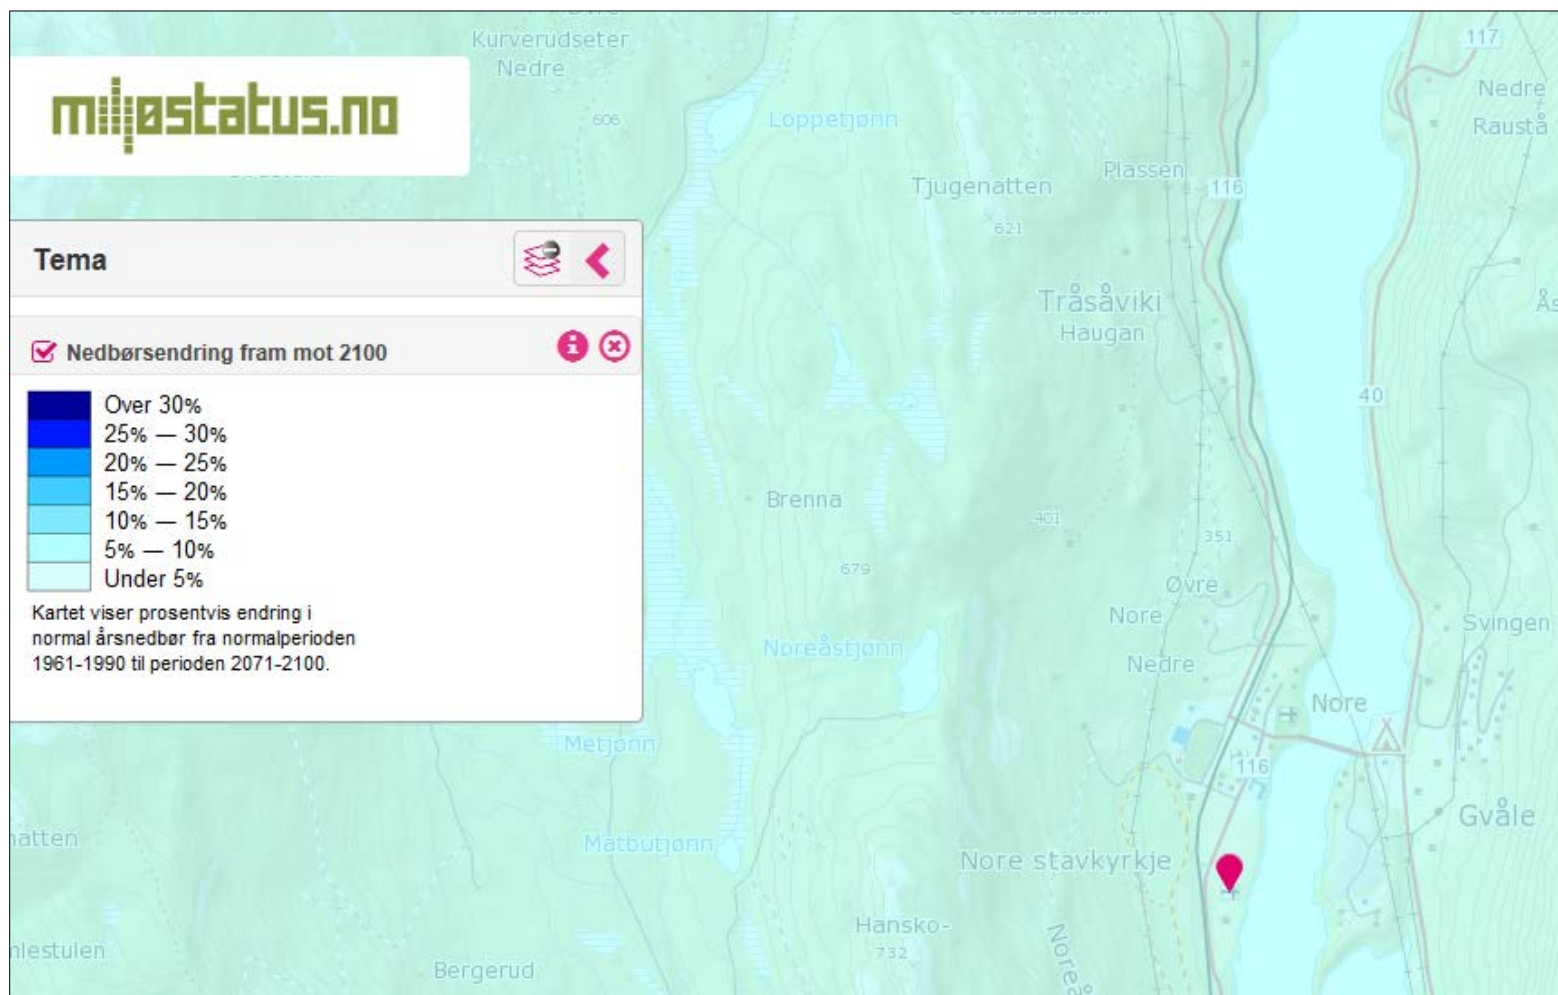 Kurverudseter
Nedre
117
Nedre
Raustå
miljøstatus.no
606
Loppetjønn
Plassen
116
Tjugenatten
621
Tema
Tråsåviki
Haugan
Nedbørsendring fram mot 2100
40
Over 30%
25% — 30%
20% — 25%
15% — 20%
10% — 15%
5% — 10%
Under 5%
Kartet viser prosentvis endring i
normal årsnedbør fra normalperioden
1961-1990 til perioden 2071-2100.
Brenna
401
351
679
Øvre
Nore
Svingen
Noreåstjønn
Nedre
Nore
Metjønn
116
Gvåle
Matbutjønn
Nore stavkyrkje
Hansko-
732
Bergerud